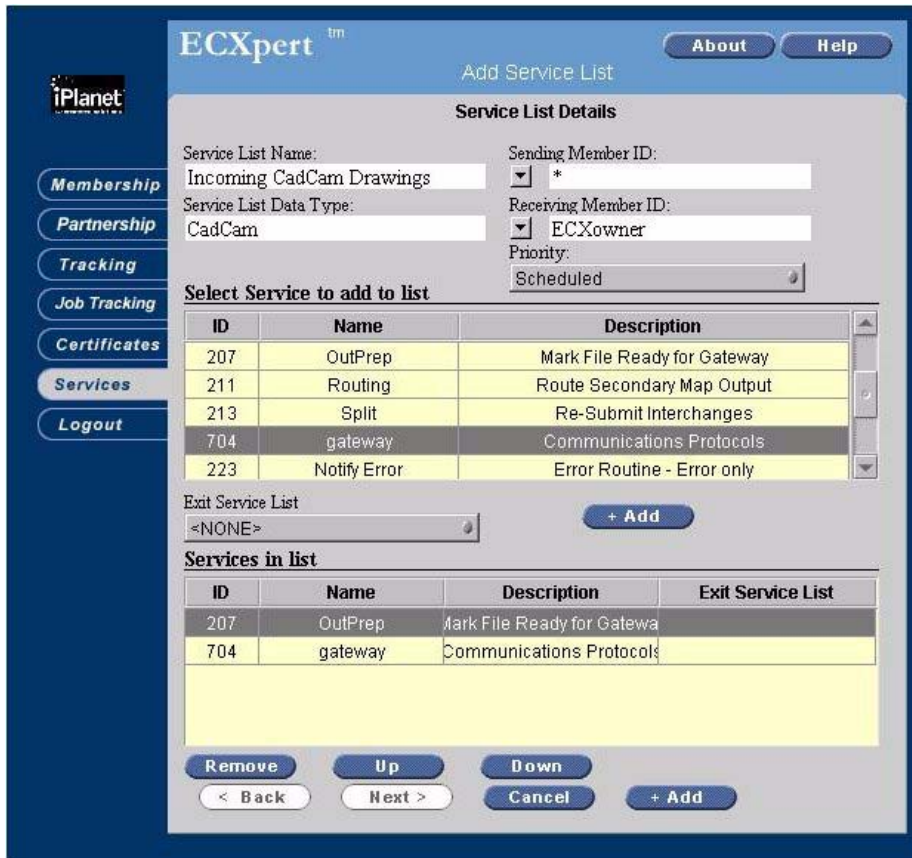 ECXpert tm
About
Help
Add Service List
iPlanet
Membership
Partnership
Tracking
Job Tracking
Certificates
Services
Logout
Service List Details
Service List Name:
Incoming CadCam Drawings
Sending Member ID:
*
Service List Data Type:
CadCam
Receiving Member ID:
ECXowner
Priority:
Scheduled
Select Service to add to list
ID Name Description
207 OutPrep Mark File Ready for Gateway
211 Routing Route Secondary Map Output
213 Split Re-Submit Interchanges
704 gateway Communications Protocols
223 Notify Error Error Routine - Error only
Exit Service List
<NONE>
+ Add
Services in list
ID Name Description Exit Service List
207 OutPrep Mark File Ready for Gatewa
704 gateway Communications Protocols
Remove Up Down
< Back Next > Cancel + Add